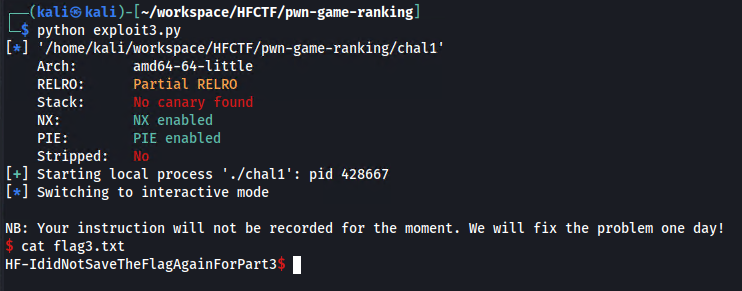 (kali㉿kali)-[~/workspace/HFCTF/pwn-game-ranking]
$ python exploit3.py
[*] '/home/kali/workspace/HFCTF/pwn-game-ranking/chal1'
    Arch:       amd64-64-little
    RELRO:      Partial RELRO
    Stack:      No canary found
    NX:         NX enabled
    PIE:        PIE enabled
    Stripped:   No
[+] Starting local process './chal1': pid 428667
[*] Switching to interactive mode
NB: Your instruction will not be recorded for the moment. We will fix the problem one day!
$ cat flag3.txt
HF-IdidNotSaveTheFlagAgainForPart3$